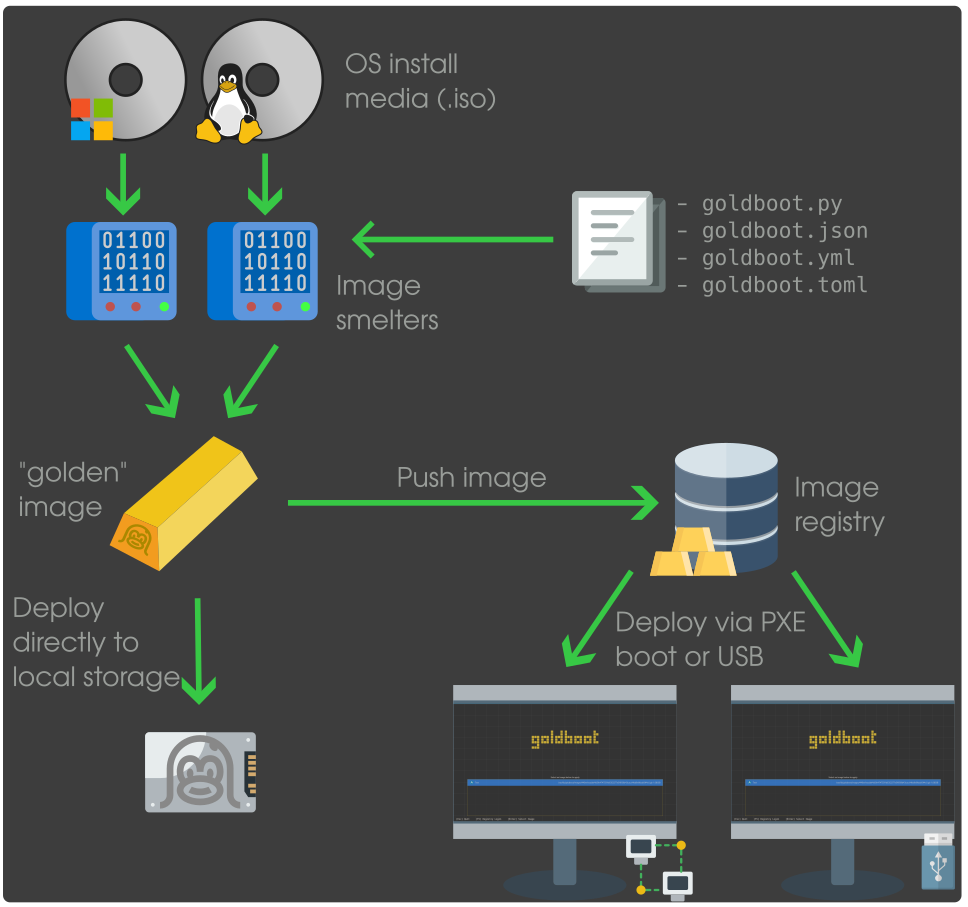 OS install
media (.iso)
- goldboot.py
- goldboot.json
- goldboot.yml
- goldboot.toml
01100
10110
11110
01100
10110
11110
Image
smelters
"golden"
image
Push image
Image
registry
Deploy
directly to
local storage
Deploy via PXE
boot or USB
goldboot
goldboot